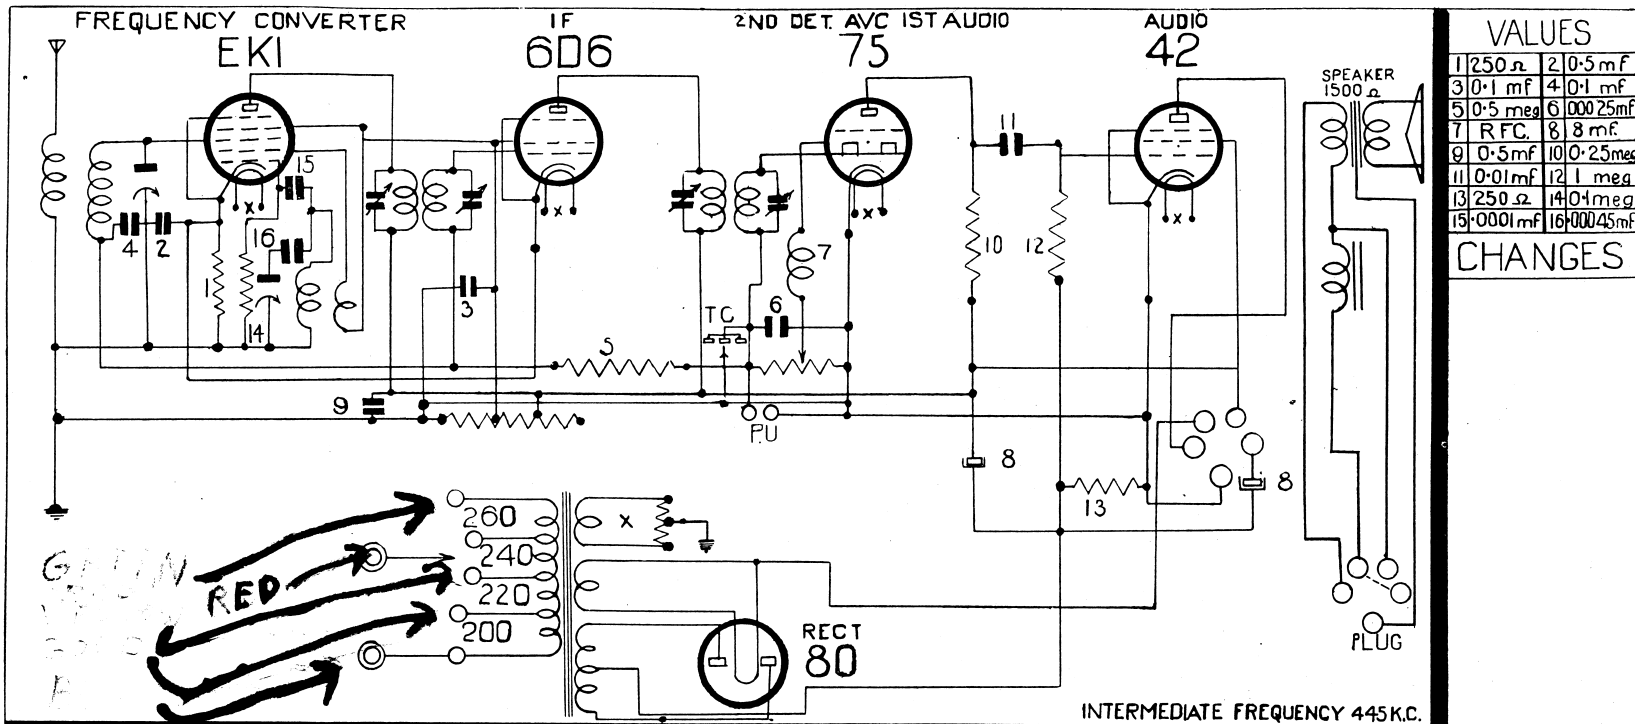 FREQUENCY CONVERTER
EK1
IF
6D6
2ND DET. AVC 1ST AUDIO
75
AUDIO
42
SPEAKER
1500 Ω
15
16
4
2
1
14
X
X
X
3
9
5
TC
6
7
P.U
10
11
12
8
13
8
260
240
220
200
RED
X
RECT
80
PLUG
INTERMEDIATE FREQUENCY 445 K.C.
VALUES
1 250 Ω 2 0.5 mf
3 0.1 mf 4 0.1 mf
5 0.5 meg 6 00025mf
7 RFC. 8 8 mf.
9 0.5mf 10 0.25meg
11 0.01mf 12 1 meg
13 250 Ω 14 0.1meg
15 .0001mf 16 .00045mf
CHANGES